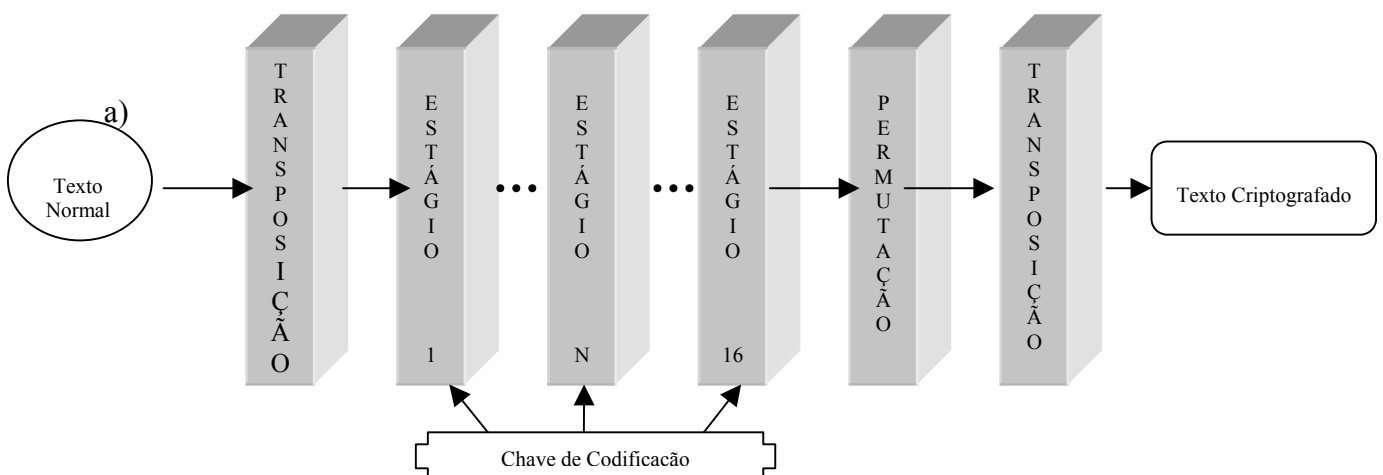 a)
Texto
Normal
TRANSPOSIÇÃO
ESTÁGIO
1
ESTÁGIO
N
ESTÁGIO
16
PERMUTAÇÃO
TRANSPOSIÇÃO
Texto Criptografado
Chave de Codificacão